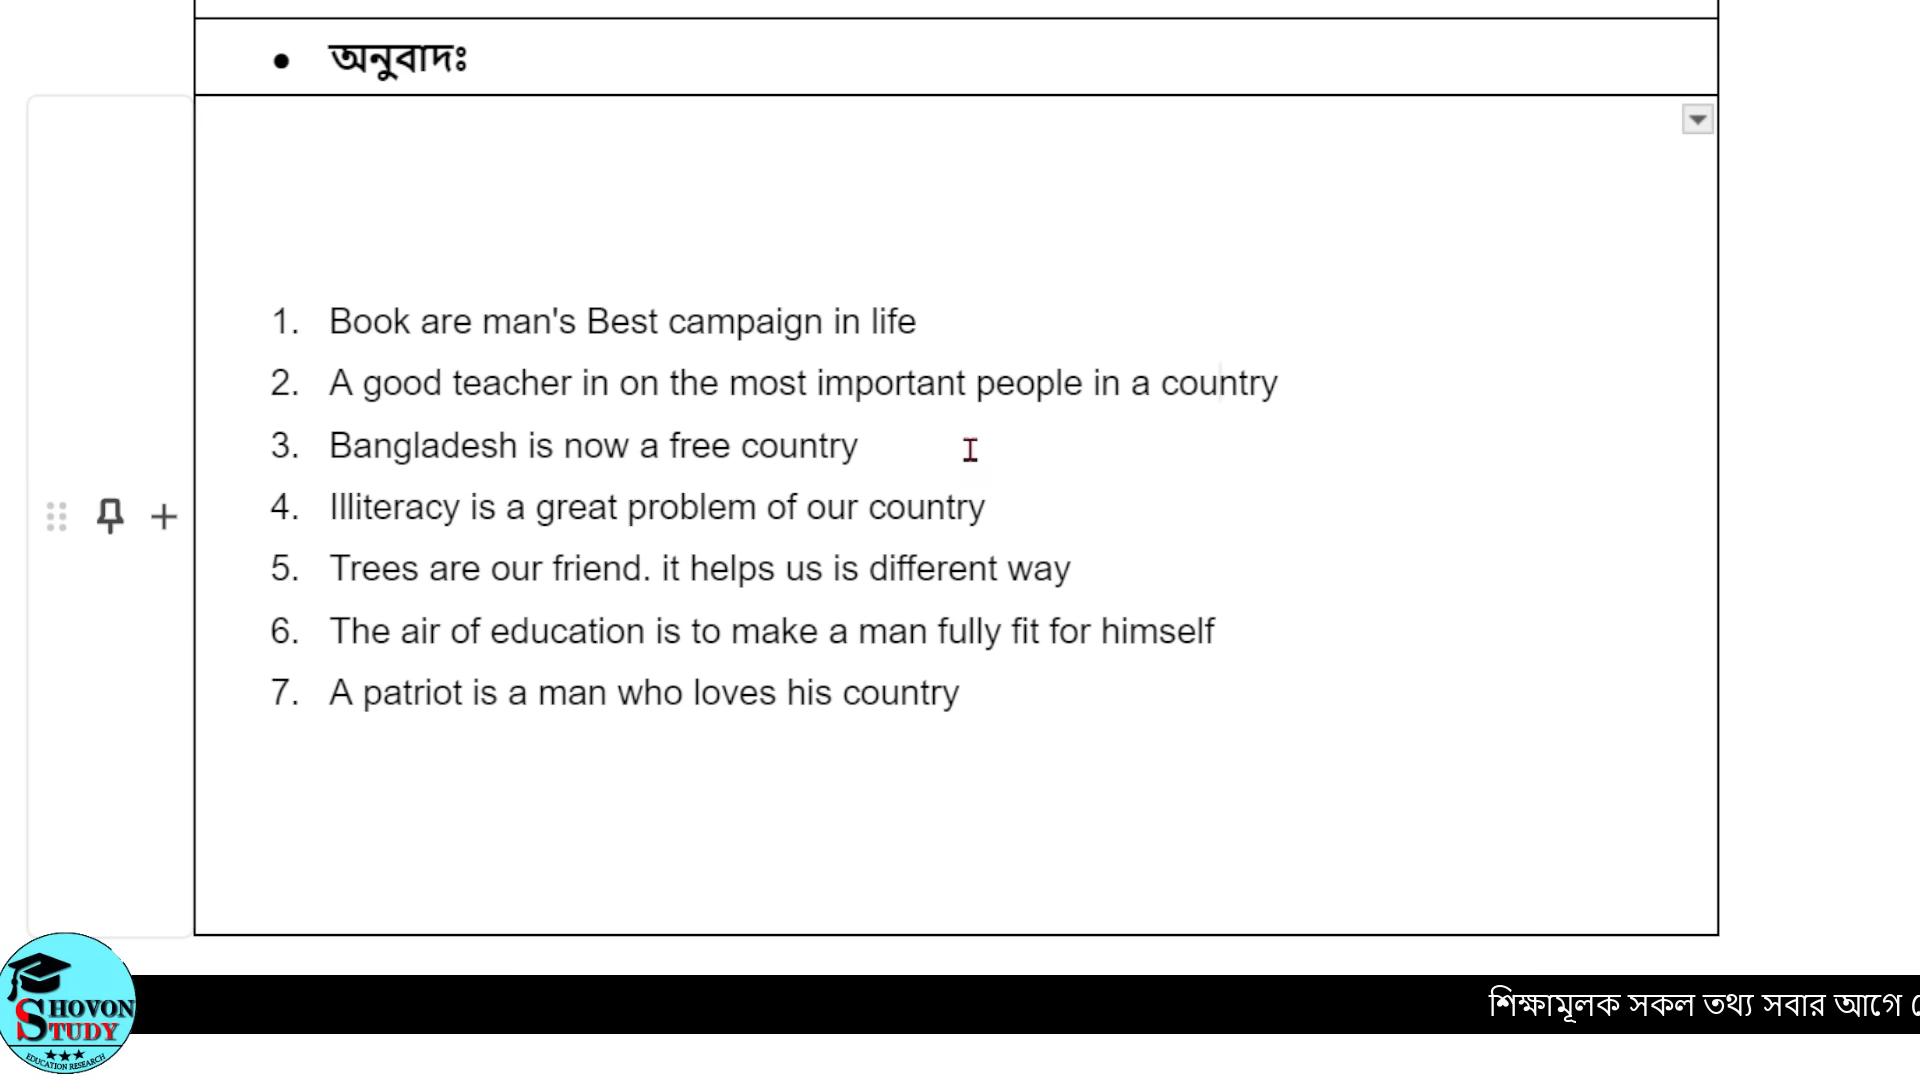 • অনুবাদঃ
1. Book are man's Best campaign in life
2. A good teacher in on the most important people in a country
3. Bangladesh is now a free country
4. Illiteracy is a great problem of our country
5. Trees are our friend. it helps us is different way
6. The air of education is to make a man fully fit for himself
7. A patriot is a man who loves his country
SHOVON
STUDY
EDUCATION RESEARCH
শিক্ষামূলক সকল তথ্য সবার আগে